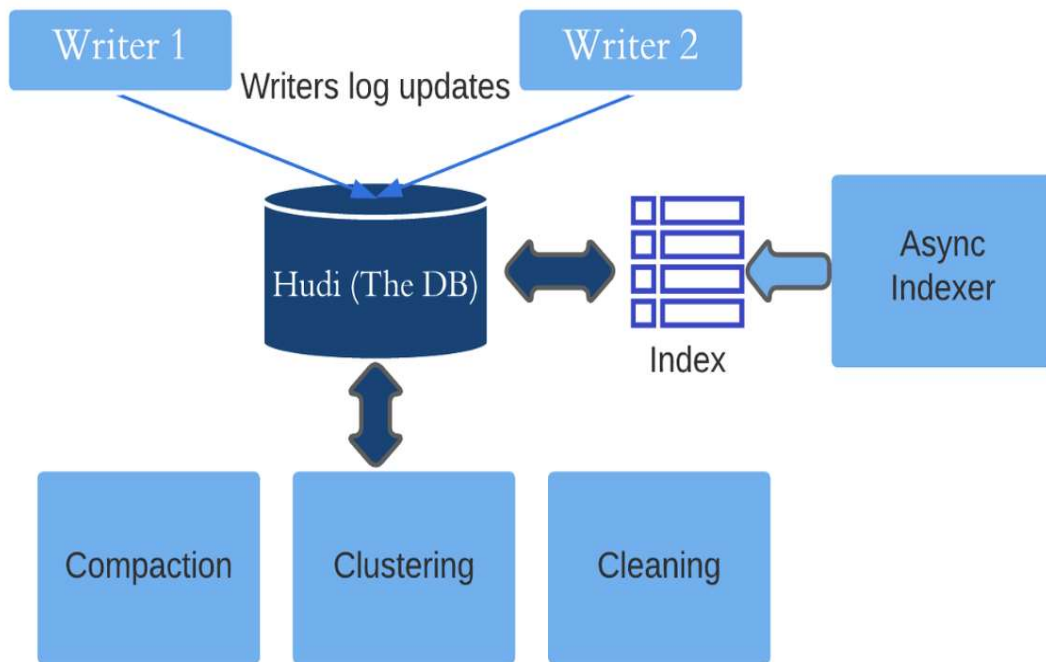 Writer 1
Writer 2
Writers log updates
Hudi (The DB)
Async
Indexer
Index
Compaction
Clustering
Cleaning